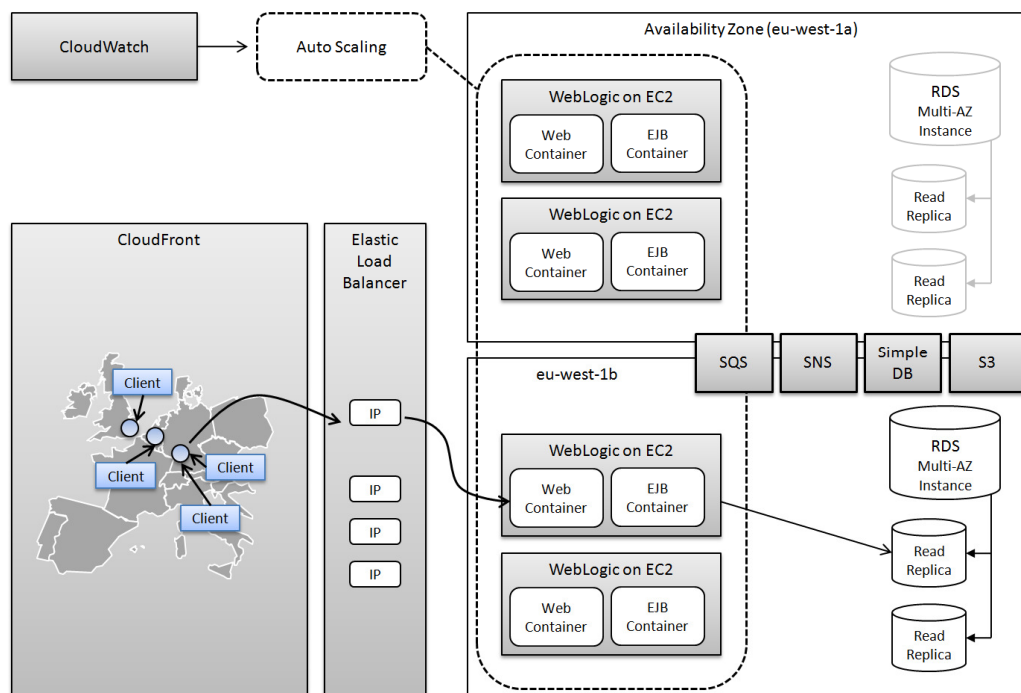 CloudWatch
Auto Scaling
Availability Zone (eu-west-1a)
WebLogic on EC2
Web
Container
EJB
Container
WebLogic on EC2
Web
Container
EJB
Container
RDS
Multi-AZ
Instance
Read
Replica
Read
Replica
CloudFront
Client
Client
Client
Client
Elastic
Load
Balancer
IP
IP
IP
IP
SQS
SNS
Simple
DB
S3
eu-west-1b
WebLogic on EC2
Web
Container
EJB
Container
WebLogic on EC2
Web
Container
EJB
Container
RDS
Multi-AZ
Instance
Read
Replica
Read
Replica